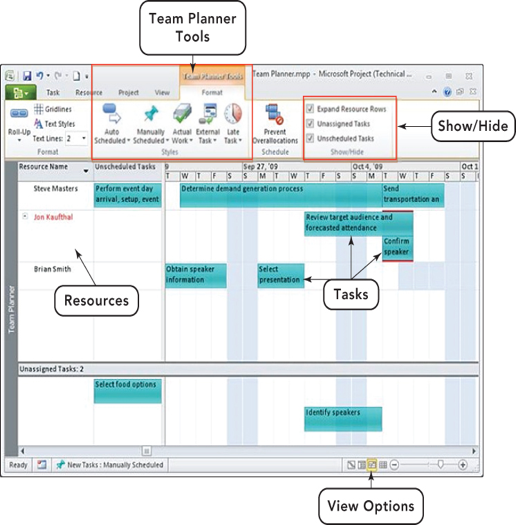 Team Planner
Tools
Team Planner Tools
Team Planner.mpp - Microsoft Project (Technical ...
Task
Resource
Project
View
Format
Roll-Up
Gridlines
Text Styles
Text Lines: 2
Format
Auto
Scheduled
Manually
Scheduled
Actual
Work
External
Task
Late
Task
Styles
Prevent
Overallocations
Schedule
Expand Resource Rows
Unassigned Tasks
Unscheduled Tasks
Show/Hide
Show/Hide
Resource Name
Unscheduled Tasks
9
Sep 27, '09
Oct 4, '09
Oct 1
T W T F S S M T W T F S S M T W T F S S
Steve Masters
Perform event day
arrival, setup, event
Determine demand generation process
Send
transportation an
Jon Kaufthal
Review target audience and
forecasted attendance
Confirm
speaker
Brian Smith
Obtain speaker
information
Select
presentation
Resources
Tasks
Team Planner
Unassigned Tasks: 2
Select food options
Identify speakers
Ready
New Tasks : Manually Scheduled
View Options